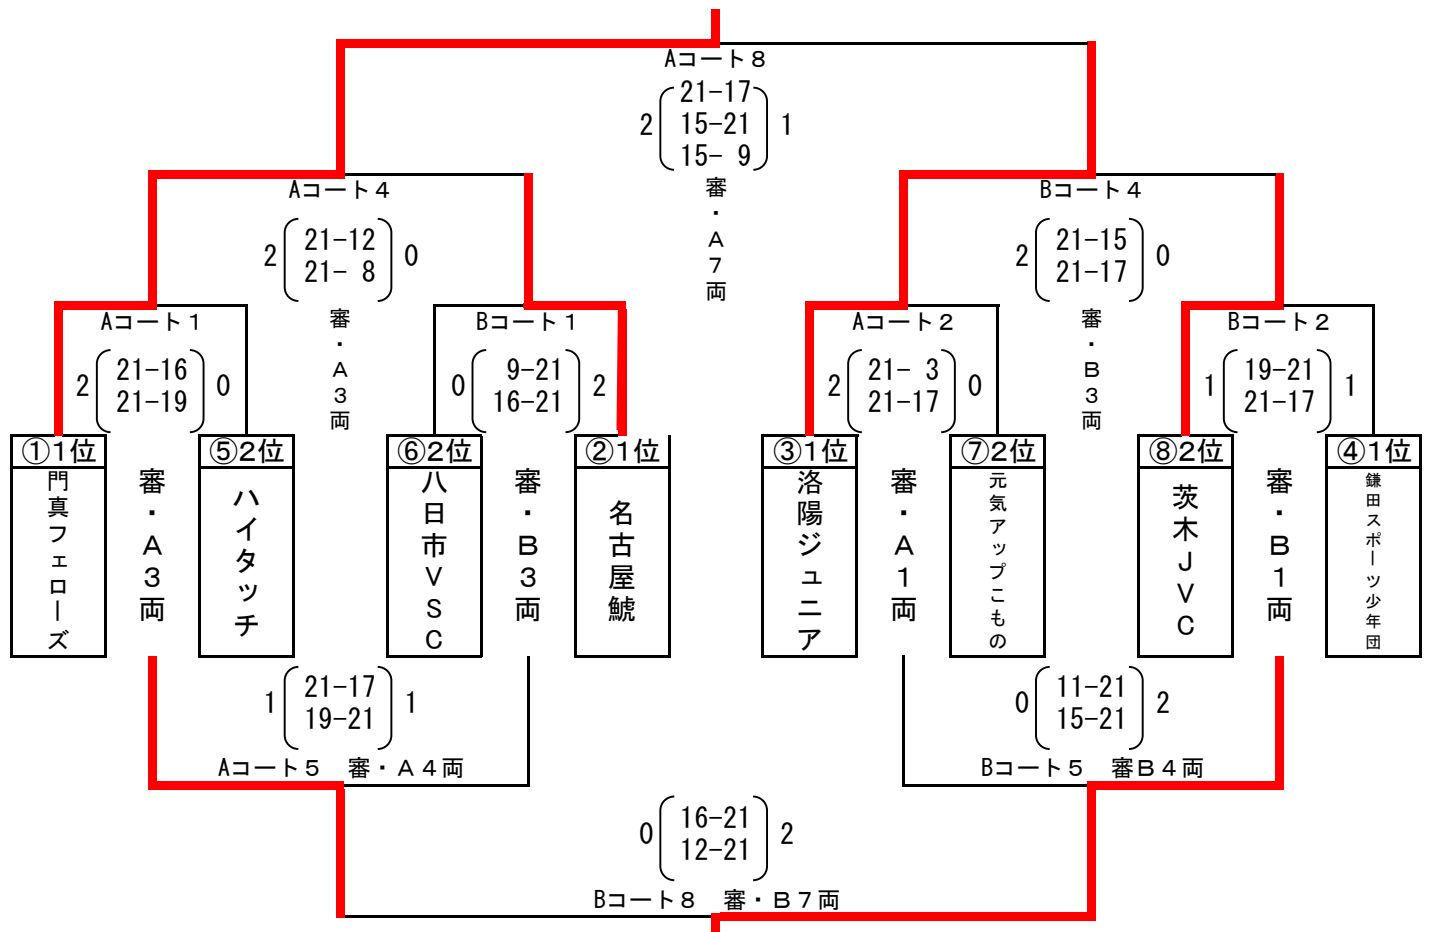 Aコート８
21-17
2 15-21 1
15- 9
審・Ａ７両
Aコート４
21-12
2 0
21- 8
審・Ａ３両
Bコート４
21-15
2 0
21-17
審・Ｂ３両
Aコート１
21-16
2 0
21-19
Bコート１
9-21
0 2
16-21
Aコート２
21- 3
2 0
21-17
Bコート２
19-21
1 1
21-17
①１位
門真フェローズ
審・Ａ３両
⑤２位
ハイタッチ
⑥２位
八日市ＶＳＣ
審・Ｂ３両
②１位
名古屋鯱
③１位
洛陽ジュニア
審・Ａ１両
⑦２位
元気アップこもの
⑧２位
茨木ＪＶＣ
審・Ｂ１両
④１位
鎌田スポーツ少年団
21-17
1 1
19-21
Aコート５　審・Ａ４両
11-21
0 2
15-21
Bコート５　審Ｂ４両
16-21
0 2
12-21
Bコート８　審・Ｂ７両